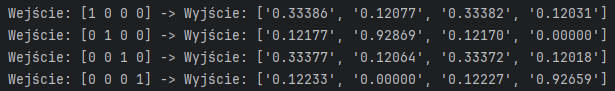 Wejście: [1 0 0 0] -> Wyjście: ['0.33386', '0.12077', '0.33382', '0.12031']
Wejście: [0 1 0 0] -> Wyjście: ['0.12177', '0.92869', '0.12170', '0.00000']
Wejście: [0 0 1 0] -> Wyjście: ['0.33377', '0.12064', '0.33372', '0.12018']
Wejście: [0 0 0 1] -> Wyjście: ['0.12233', '0.00000', '0.12227', '0.92659']